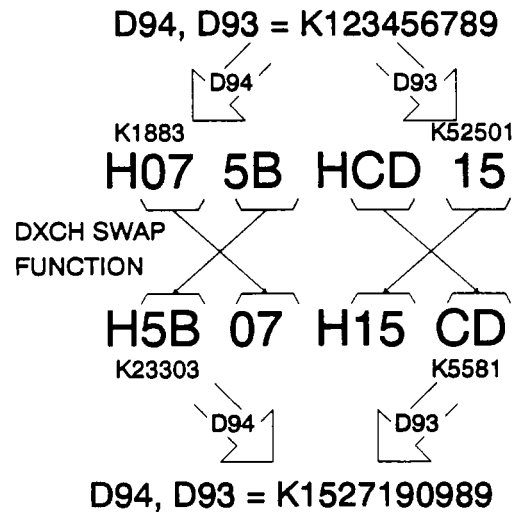 D94, D93 = K123456789
D94 D93
K1883 K52501
H07 5B HCD 15
DXCH SWAP
FUNCTION
H5B 07 H15 CD
K23303 K5581
D94 D93
D94, D93 = K1527190989